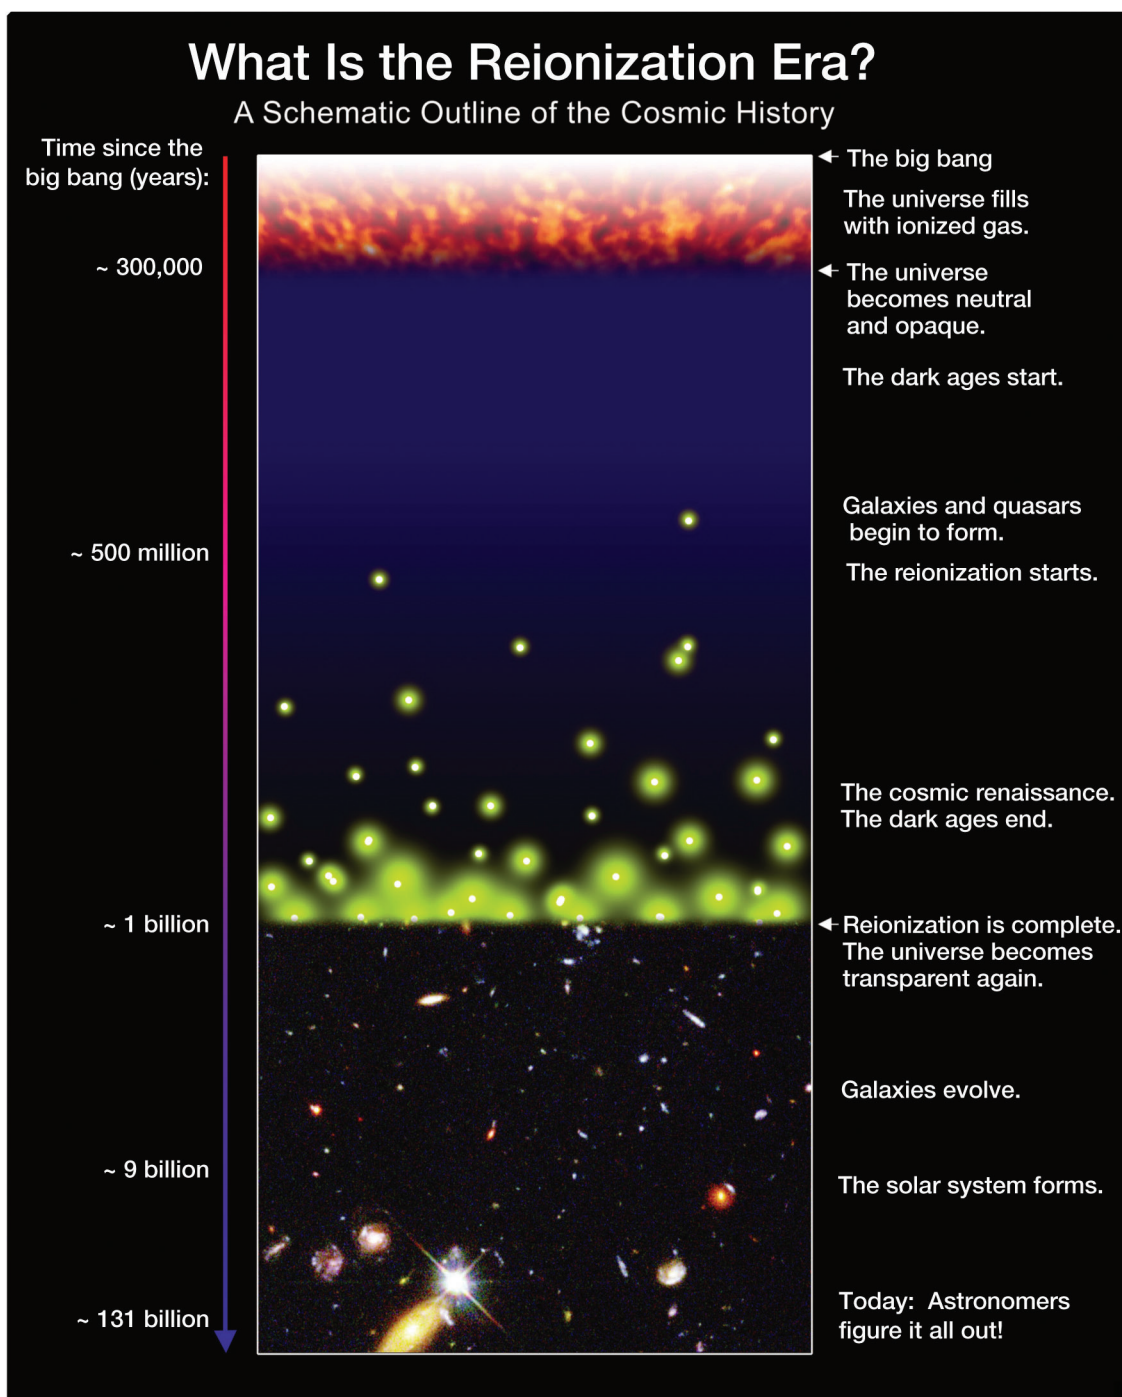 What Is the Reionization Era?
A Schematic Outline of the Cosmic History
Time since the
big bang (years):
The big bang
The universe fills
with ionized gas.
~ 300,000
The universe
becomes neutral
and opaque.
The dark ages start.
Galaxies and quasars
begin to form.
~ 500 million
The reionization starts.
The cosmic renaissance.
The dark ages end.
~ 1 billion
Reionization is complete.
The universe becomes
transparent again.
Galaxies evolve.
~ 9 billion
The solar system forms.
~ 131 billion
Today: Astronomers
figure it all out!